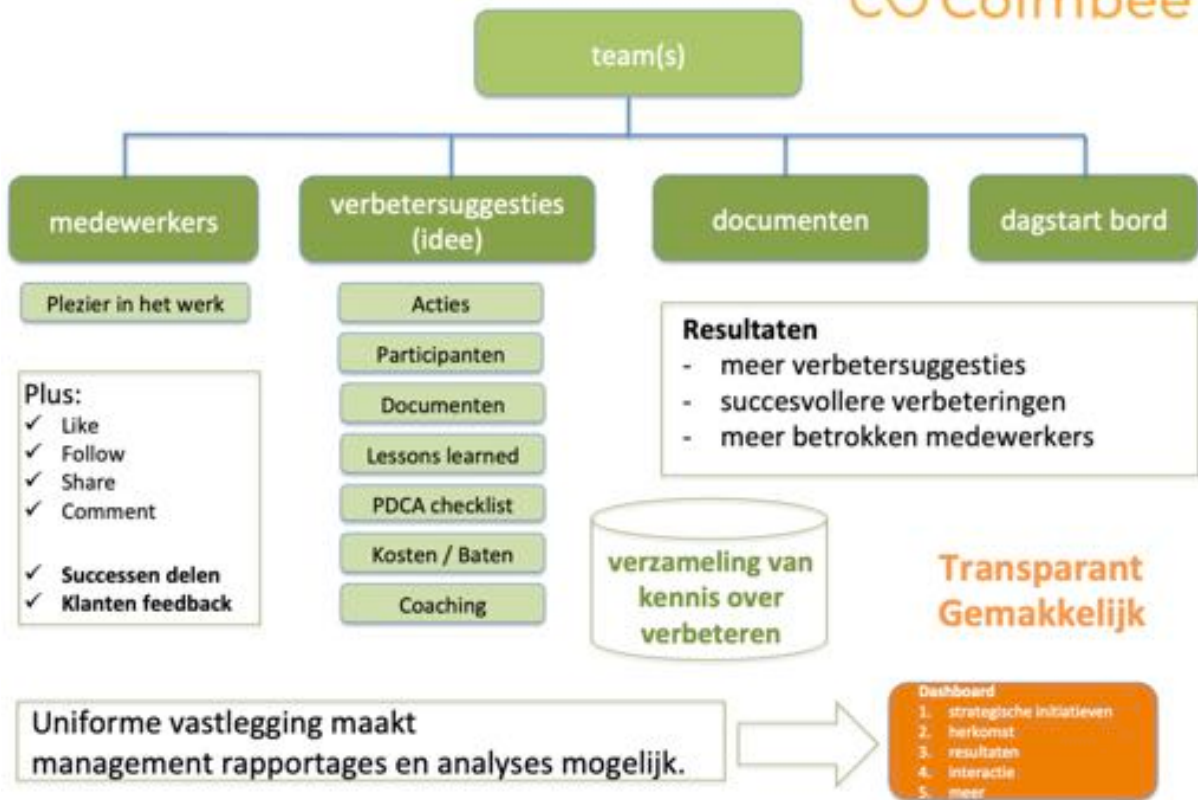 CO Coimbee
team(s)
medewerkers
verbetersuggesties
(idee)
documenten
dagstart bord
Plezier in het werk
Plus:
✓ Like
✓ Follow
✓ Share
✓ Comment
✓ Successen delen
✓ Klanten feedback
Acties
Participanten
Documenten
Lessons learned
PDCA checklist
Kosten / Baten
Coaching
Resultaten
- meer verbetersuggesties
- succesvollere verbeteringen
- meer betrokken medewerkers
verzameling van
kennis over
verbeteren
Transparant
Gemakkelijk
Uniforme vastlegging maakt
management rapportages en analyses mogelijk.
Dashboard
1. strategische initiatieven
2. herkomst
3. resultaten
4. interactie
5. meer